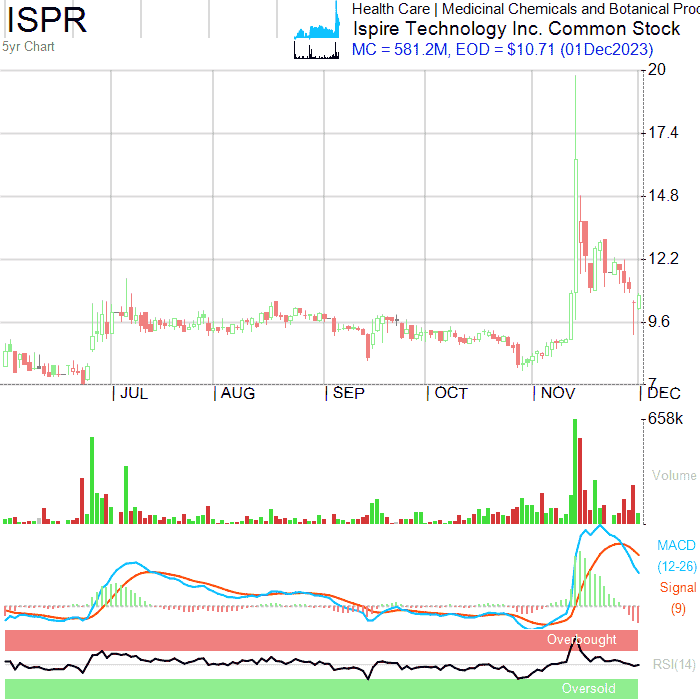 ISPR
5yr Chart
Health Care | Medicinal Chemicals and Botanical Proc
Ispire Technology Inc. Common Stock
MC = 581.2M, EOD = $10.71 (01Dec2023)
20
17.4
14.8
12.2
9.6
7
JUL AUG SEP OCT NOV DEC
658k
Volume
MACD
(12-26)
Signal
(9)
Overbought
RSI(14)
Oversold